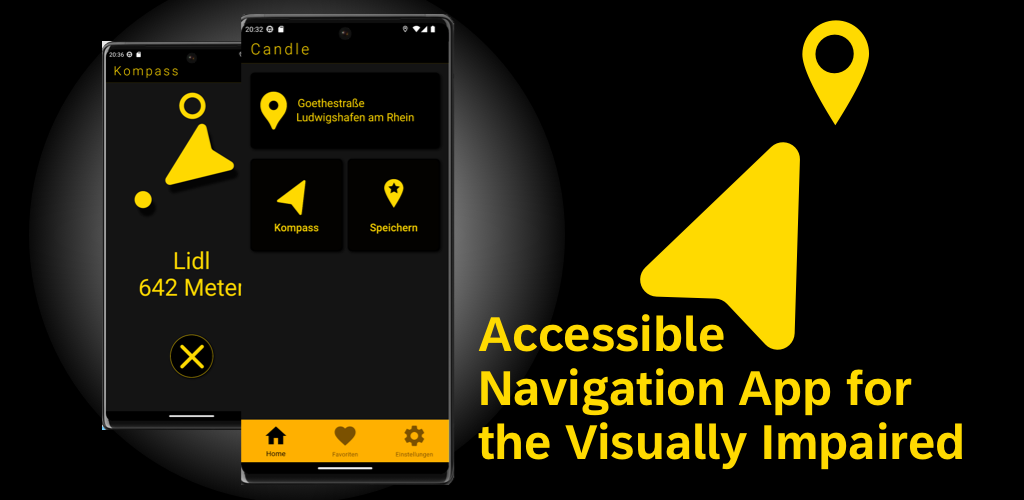 20:36
Kompass
Lidl
642 Meter
20:32
Candle
Goethestraße
Ludwigshafen am Rhein
Kompass
Speichern
Home
Favoriten
Einstellungen
Accessible
Navigation App for
the Visually Impaired